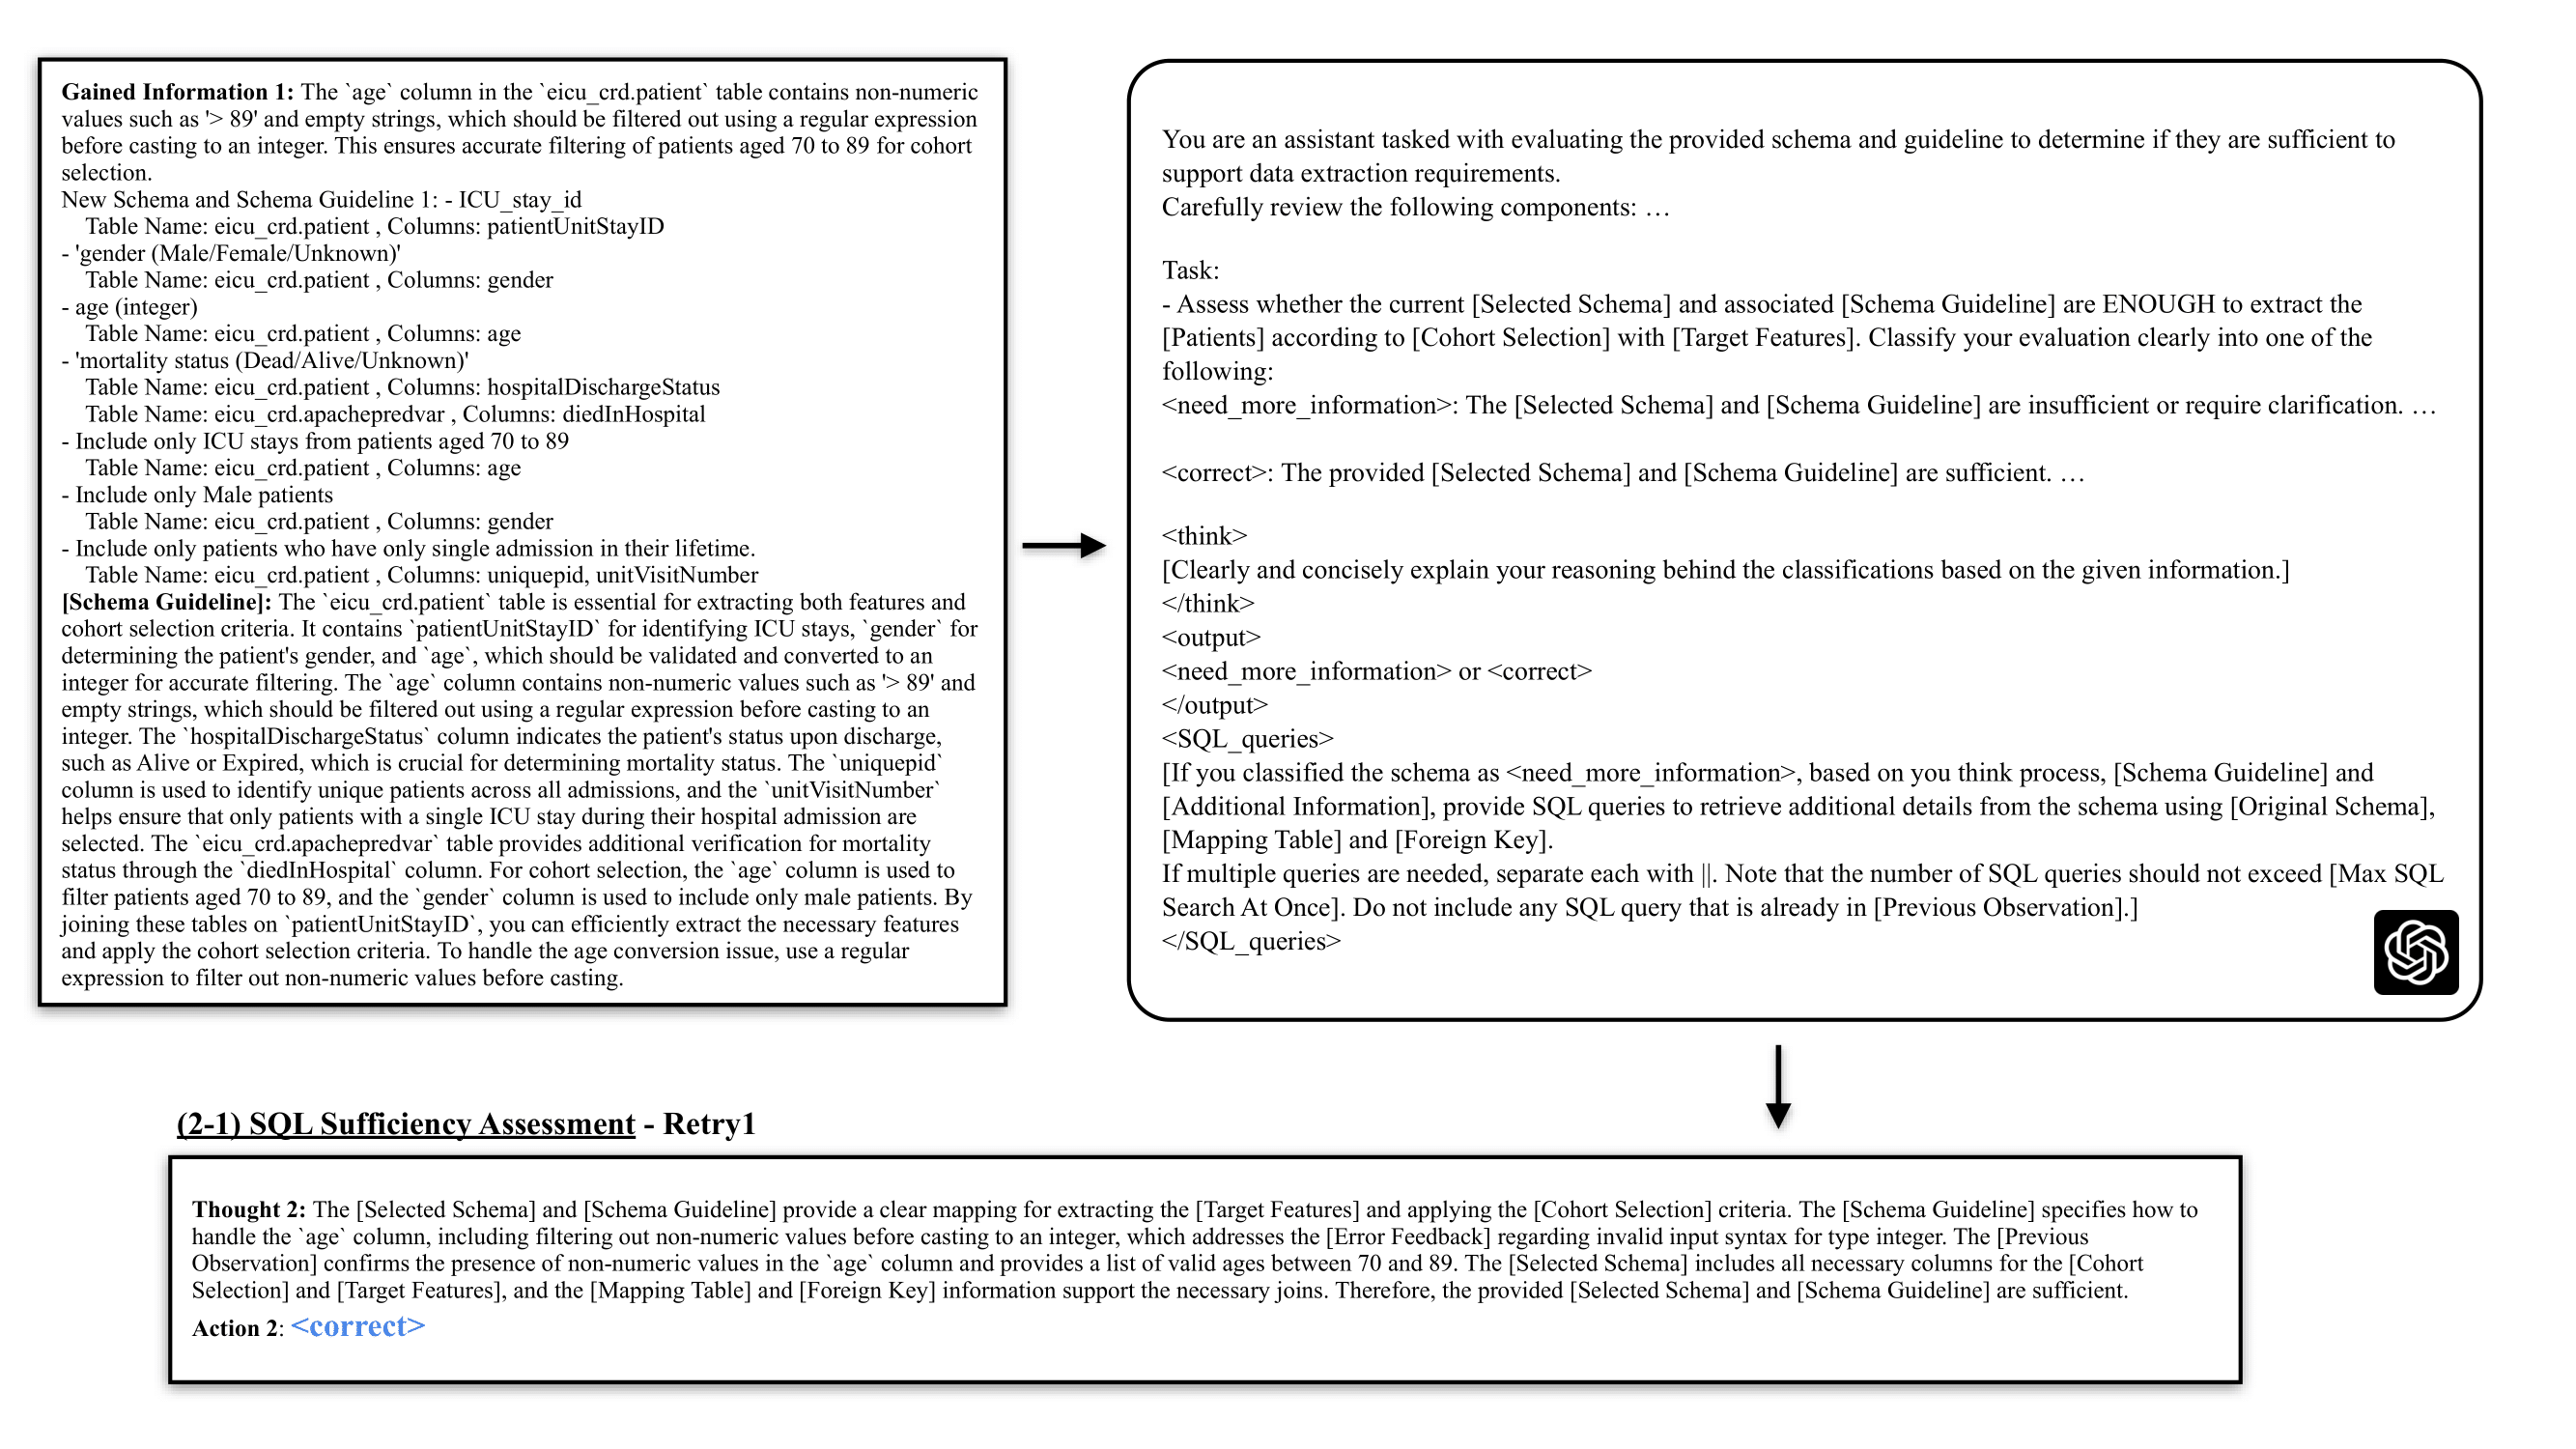 Gained Information 1: The `age` column in the `eicu_crd.patient` table contains non-numeric
values such as '> 89' and empty strings, which should be filtered out using a regular expression
before casting to an integer. This ensures accurate filtering of patients aged 70 to 89 for cohort
selection.
New Schema and Schema Guideline 1: - ICU_stay_id
Table Name: eicu_crd.patient , Columns: patientUnitStayID
- 'gender (Male/Female/Unknown)'
Table Name: eicu_crd.patient , Columns: gender
- age (integer)
Table Name: eicu_crd.patient , Columns: age
- 'mortality status (Dead/Alive/Unknown)'
Table Name: eicu_crd.patient , Columns: hospitalDischargeStatus
Table Name: eicu_crd.apachepredvar , Columns: diedInHospital
- Include only ICU stays from patients aged 70 to 89
Table Name: eicu_crd.patient , Columns: age
- Include only Male patients
Table Name: eicu_crd.patient , Columns: gender
- Include only patients who have only single admission in their lifetime.
Table Name: eicu_crd.patient , Columns: uniquepid, unitVisitNumber
[Schema Guideline]: The `eicu_crd.patient` table is essential for extracting both features and
cohort selection criteria. It contains `patientUnitStayID` for identifying ICU stays, `gender` for
determining the patient's gender, and `age`, which should be validated and converted to an
integer for accurate filtering. The `age` column contains non-numeric values such as '> 89' and
empty strings, which should be filtered out using a regular expression before casting to an
integer. The `hospitalDischargeStatus` column indicates the patient's status upon discharge,
such as Alive or Expired, which is crucial for determining mortality status. The `uniquepid`
column is used to identify unique patients across all admissions, and the `unitVisitNumber`
helps ensure that only patients with a single ICU stay during their hospital admission are
selected. The `eicu_crd.apachepredvar` table provides additional verification for mortality
status through the `diedInHospital` column. For cohort selection, the `age` column is used to
filter patients aged 70 to 89, and the `gender` column is used to include only male patients. By
joining these tables on `patientUnitStayID`, you can efficiently extract the necessary features
and apply the cohort selection criteria. To handle the age conversion issue, use a regular
expression to filter out non-numeric values before casting.
You are an assistant tasked with evaluating the provided schema and guideline to determine if they are sufficient to
support data extraction requirements.
Carefully review the following components: …
Task:
- Assess whether the current [Selected Schema] and associated [Schema Guideline] are ENOUGH to extract the
[Patients] according to [Cohort Selection] with [Target Features]. Classify your evaluation clearly into one of the
following:
<need_more_information>: The [Selected Schema] and [Schema Guideline] are insufficient or require clarification. …
<correct>: The provided [Selected Schema] and [Schema Guideline] are sufficient. …
<think>
[Clearly and concisely explain your reasoning behind the classifications based on the given information.]
</think>
<output>
<need_more_information> or <correct>
</output>
<SQL_queries>
[If you classified the schema as <need_more_information>, based on you think process, [Schema Guideline] and
[Additional Information], provide SQL queries to retrieve additional details from the schema using [Original Schema],
[Mapping Table] and [Foreign Key].
If multiple queries are needed, separate each with ||. Note that the number of SQL queries should not exceed [Max SQL
Search At Once]. Do not include any SQL query that is already in [Previous Observation].]
</SQL_queries>
(2-1) SQL Sufficiency Assessment - Retry1
Thought 2: The [Selected Schema] and [Schema Guideline] provide a clear mapping for extracting the [Target Features] and applying the [Cohort Selection] criteria. The [Schema Guideline] specifies how to
handle the `age` column, including filtering out non-numeric values before casting to an integer, which addresses the [Error Feedback] regarding invalid input syntax for type integer. The [Previous
Observation] confirms the presence of non-numeric values in the `age` column and provides a list of valid ages between 70 and 89. The [Selected Schema] includes all necessary columns for the [Cohort
Selection] and [Target Features], and the [Mapping Table] and [Foreign Key] information support the necessary joins. Therefore, the provided [Selected Schema] and [Schema Guideline] are sufficient.
Action 2: <correct>